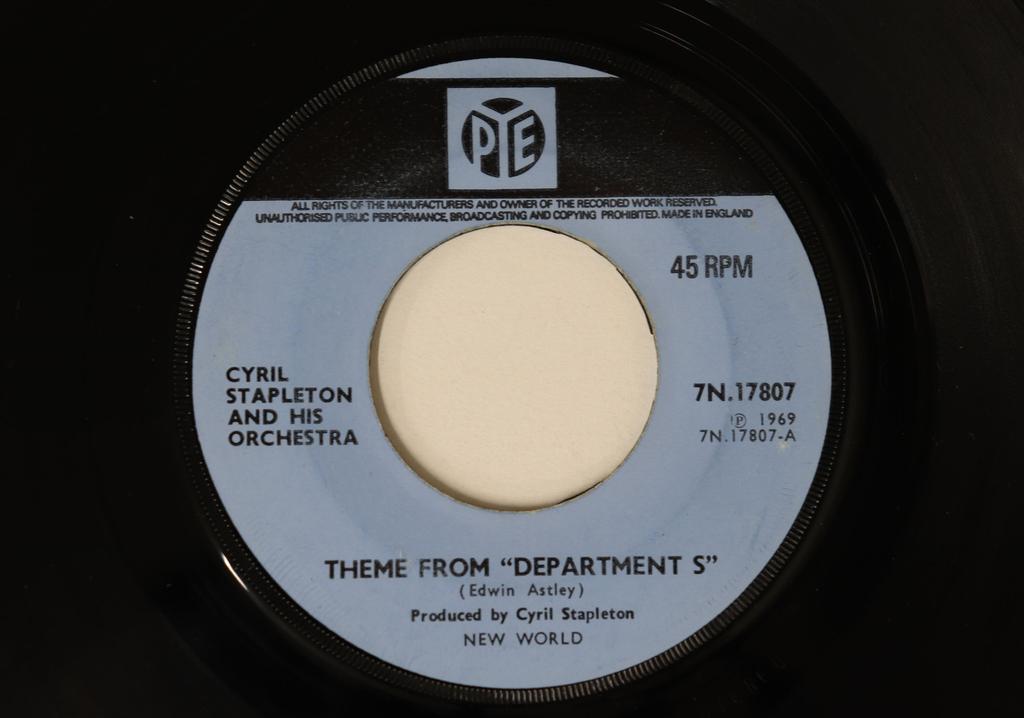 PYE
ALL RIGHTS OF THE MANUFACTURERS AND OWNER OF THE RECORDED WORK RESERVED.
UNAUTHORISED PUBLIC PERFORMANCE, BROADCASTING AND COPYING PROHIBITED. MADE IN ENGLAND
45 RPM
CYRIL
STAPLETON
AND HIS
ORCHESTRA
7N.17807
Ⓟ 1969
7N.17807-A
THEME FROM “DEPARTMENT S”
(Edwin Astley)
Produced by Cyril Stapleton
NEW WORLD